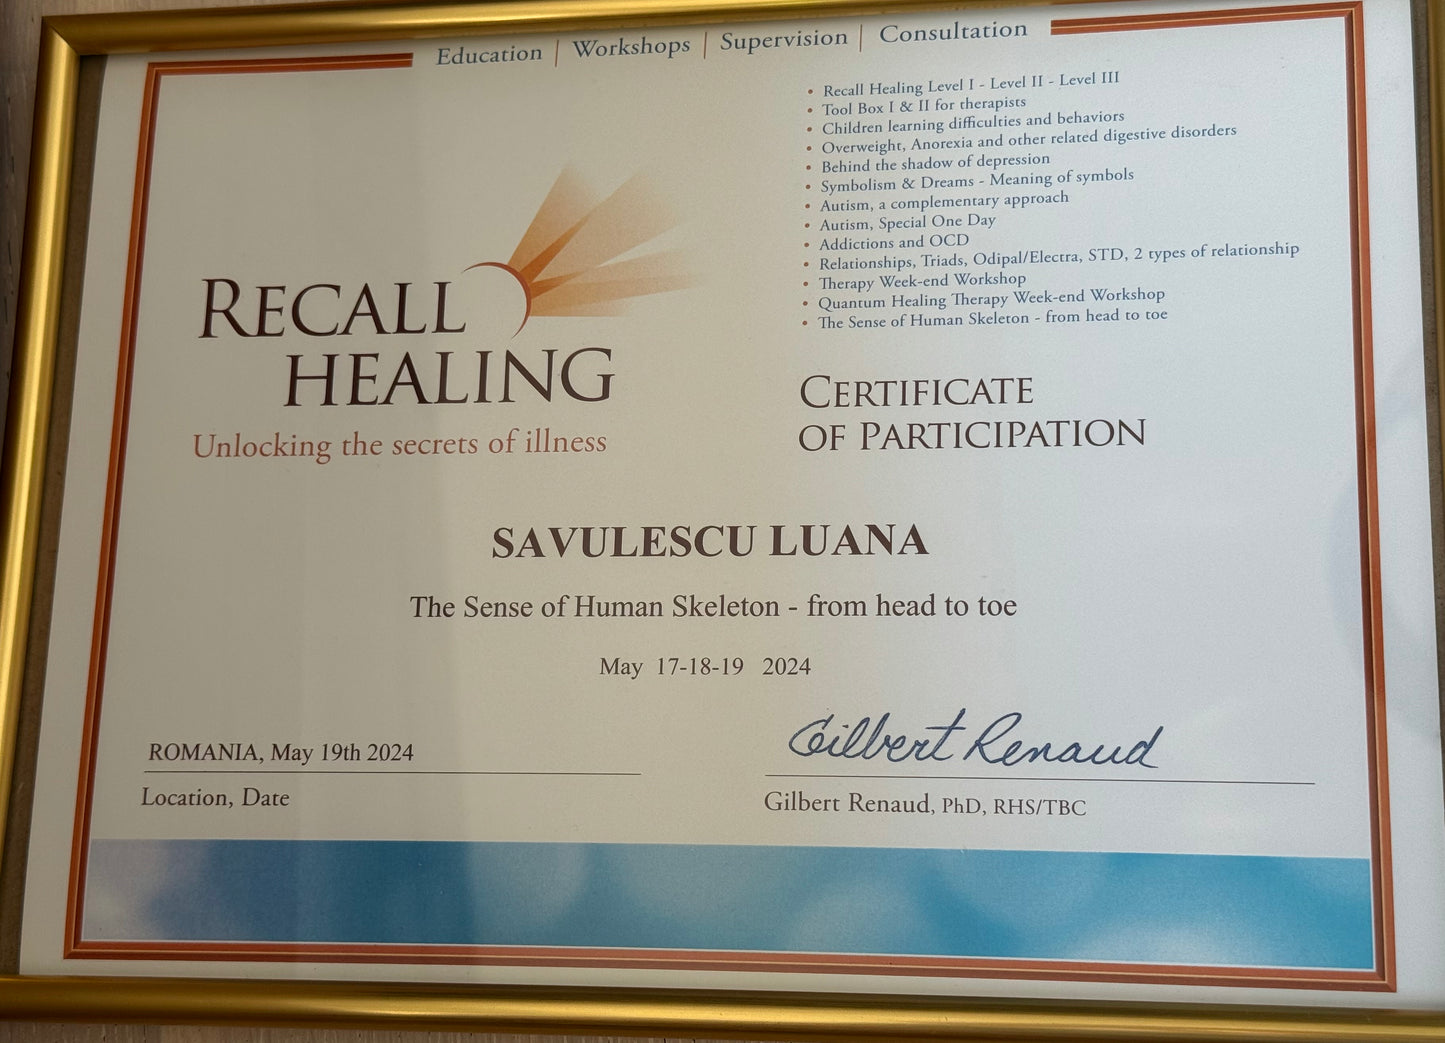 Education | Workshops | Supervision | Consultation
• Recall Healing Level I - Level II - Level III
• Tool Box I & II for therapists
• Children learning difficulties and behaviors
• Overweight, Anorexia and other related digestive disorders
• Behind the shadow of depression
• Symbolism & Dreams - Meaning of symbols
• Autism, a complementary approach
• Autism, Special One Day
• Addictions and OCD
• Relationships, Triads, Odipal/Electra, STD, 2 types of relationship
• Therapy Week-end Workshop
• Quantum Healing Therapy Week-end Workshop
• The Sense of Human Skeleton - from head to toe
RECALL
HEALING
Unlocking the secrets of illness
CERTIFICATE
OF PARTICIPATION
SAVULESCU LUANA
The Sense of Human Skeleton - from head to toe
May 17-18-19 2024
ROMANIA, May 19th 2024
Location, Date
Gilbert Renaud
Gilbert Renaud, PhD, RHS/TBC